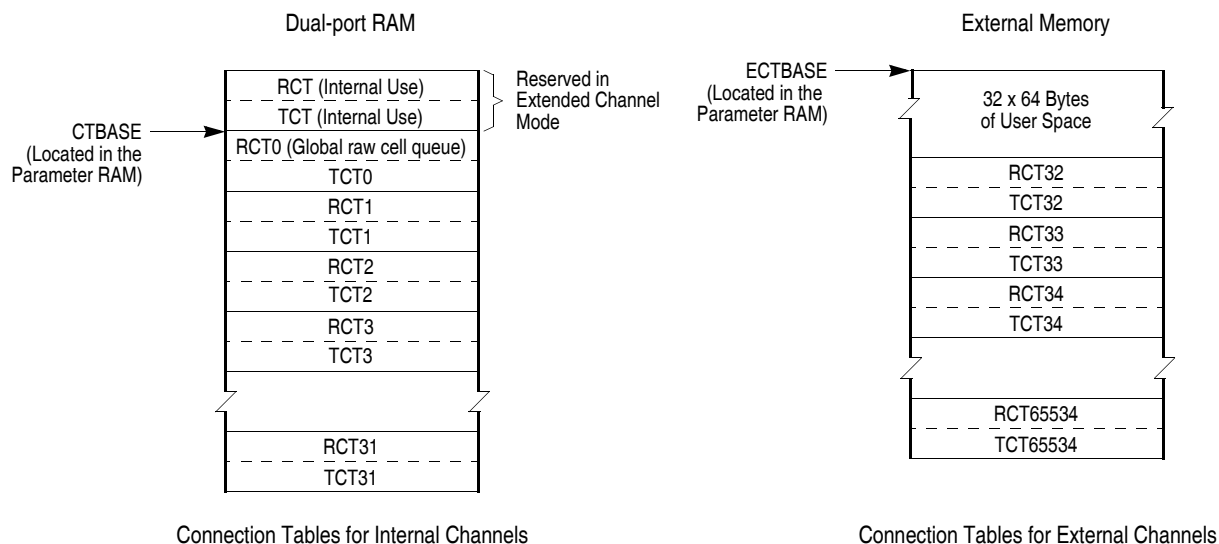 Dual-port RAM
RCT (Internal Use)
TCT (Internal Use)
Reserved in
Extended Channel
Mode
CTBASE
(Located in the
Parameter RAM)
RCT0 (Global raw cell queue)
TCT0
RCT1
TCT1
RCT2
TCT2
RCT3
TCT3
RCT31
TCT31
Connection Tables for Internal Channels
External Memory
ECTBASE
(Located in the
Parameter RAM)
32 x 64 Bytes
of User Space
RCT32
TCT32
RCT33
TCT33
RCT34
TCT34
RCT65534
TCT65534
Connection Tables for External Channels